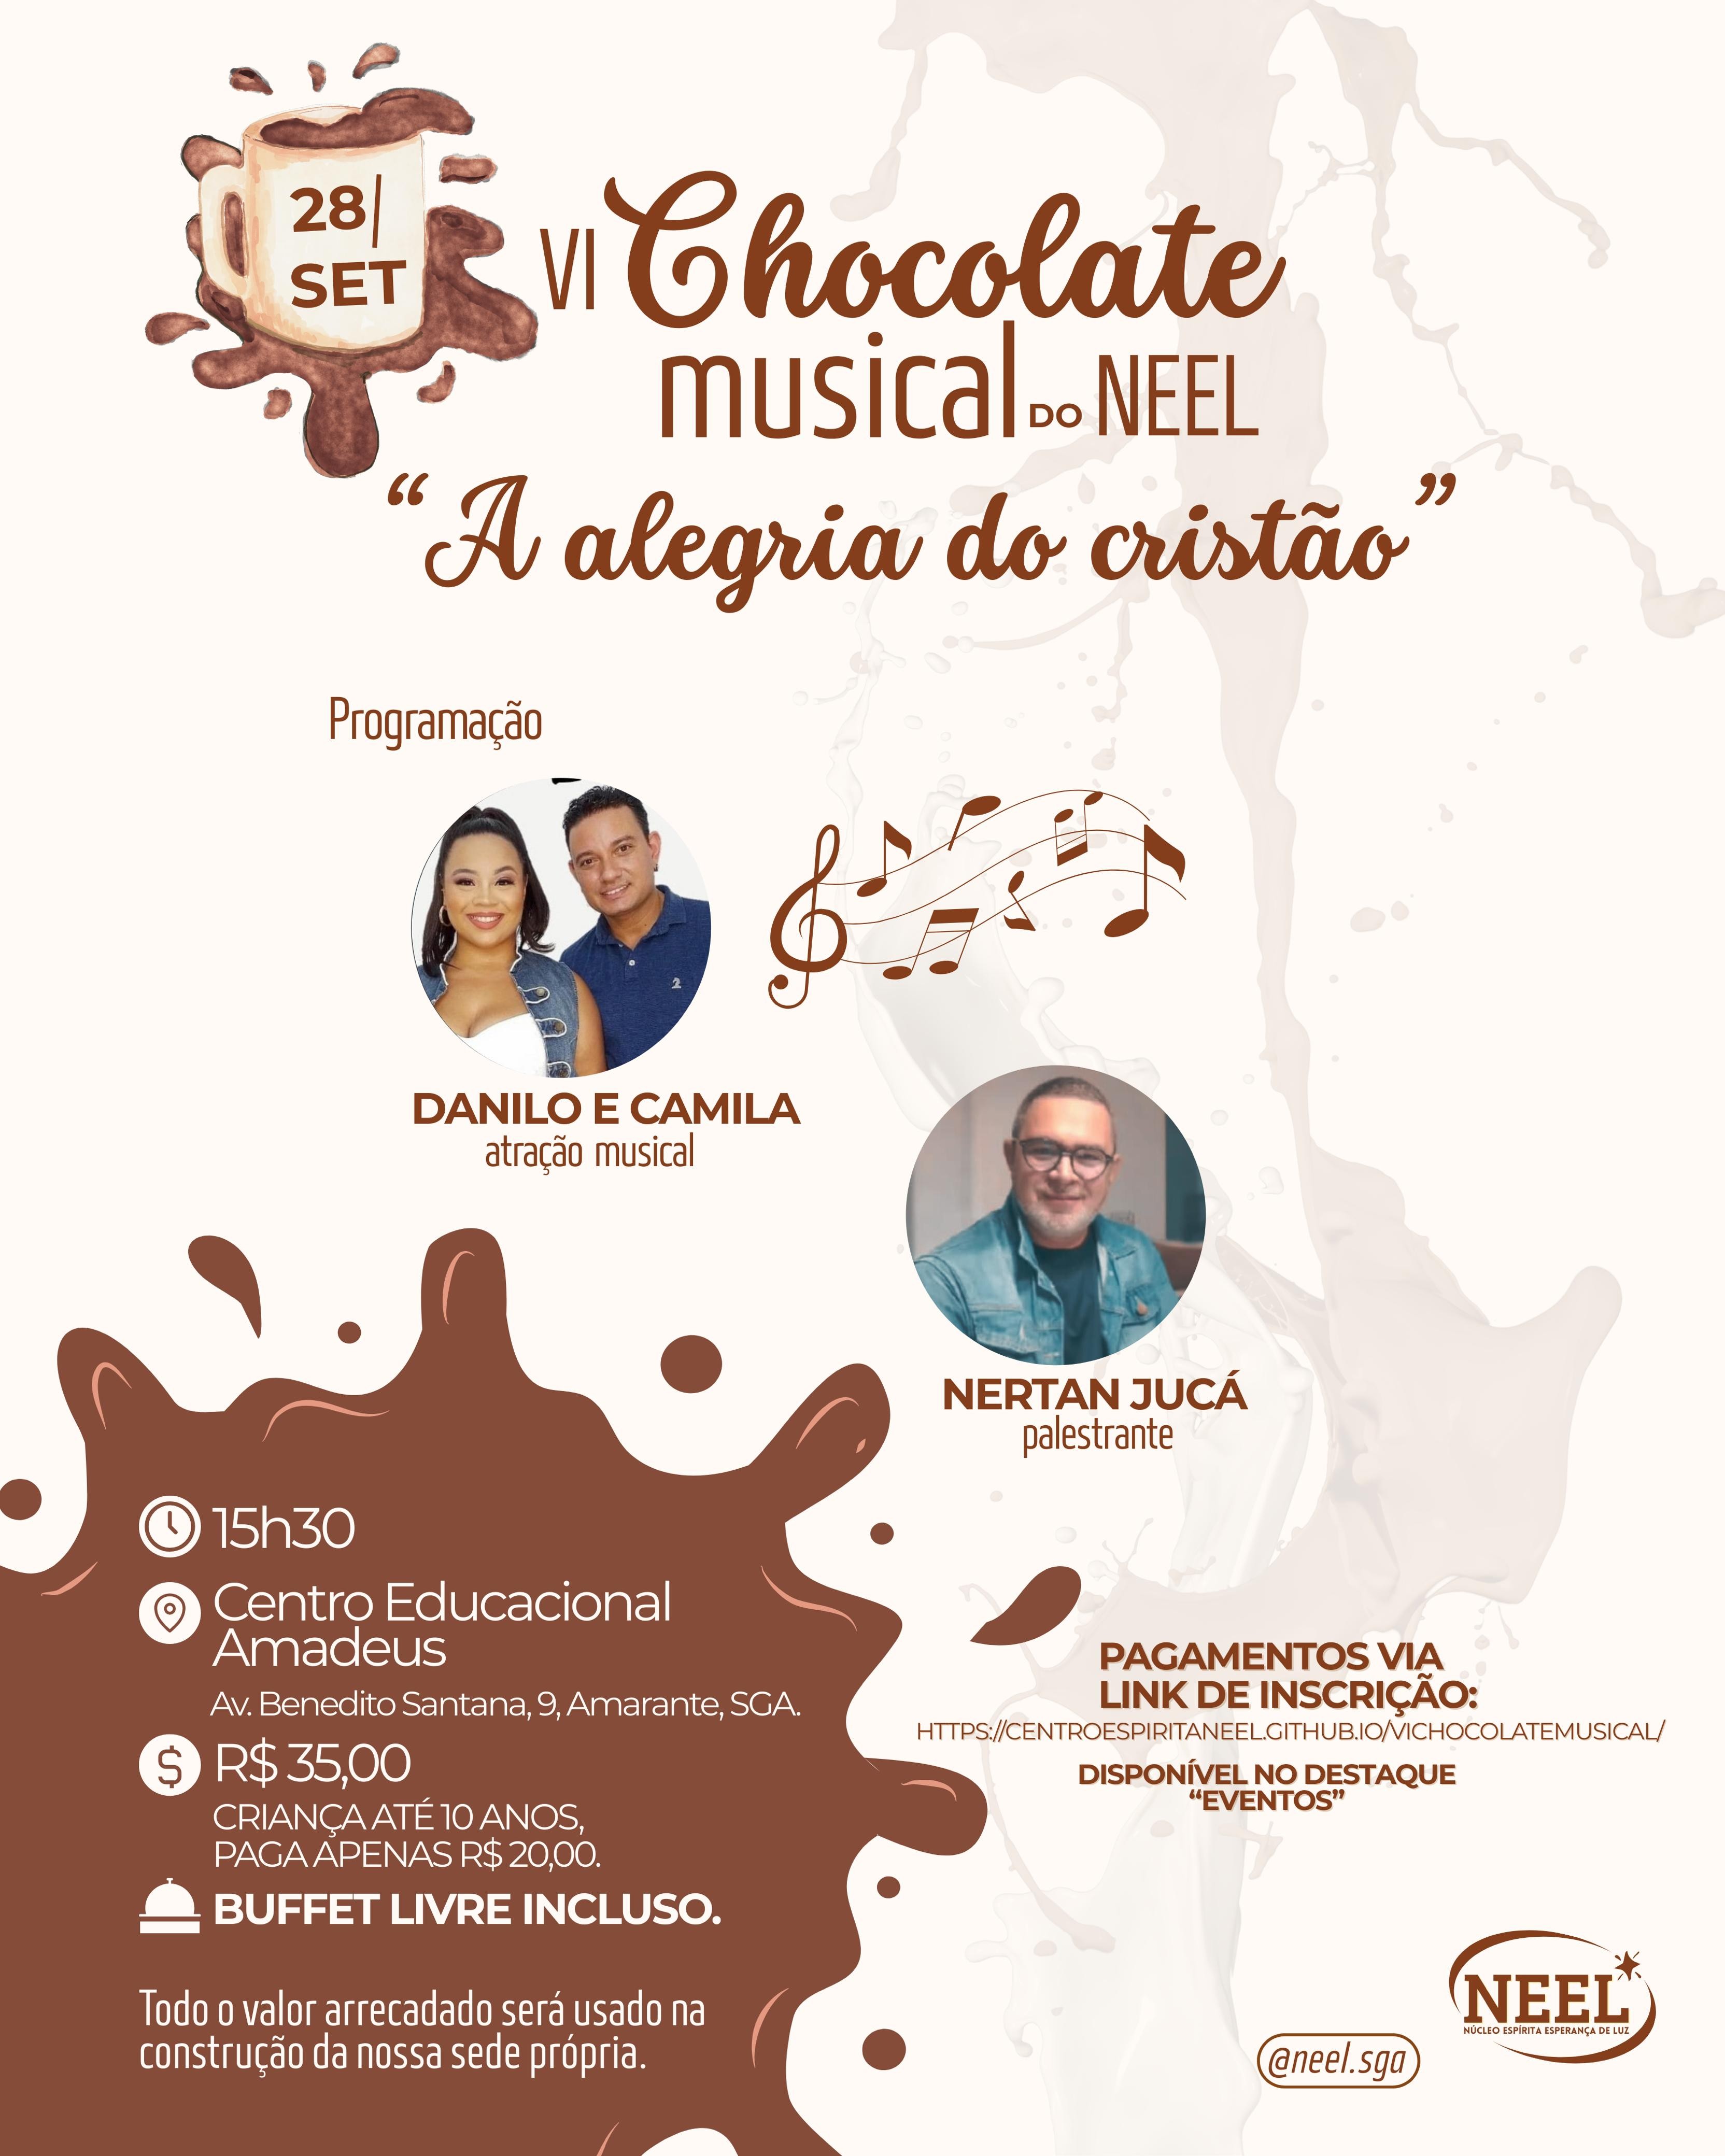 28/
SET
VI Chocolate
musical DO NEEL
“A alegria do cristão”
Programação
DANILO E CAMILA
atração musical
NERTAN JUCÁ
palestrante
15h30
Centro Educacional
Amadeus
Av. Benedito Santana, 9, Amarante, SGA.
R$ 35,00
CRIANÇA ATÉ 10 ANOS,
PAGA APENAS R$ 20,00.
BUFFET LIVRE INCLUSO.
Todo o valor arrecadado será usado na
construção da nossa sede própria.
PAGAMENTOS VIA
LINK DE INSCRIÇÃO:
HTTPS://CENTROESPIRITANEEL.GITHUB.IO/VICHOCOLATEMUSICAL/
DISPONÍVEL NO DESTAQUE
“EVENTOS”
@neel.sga
NEEL
NÚCLEO ESPÍRITA ESPERANÇA DE LUZ